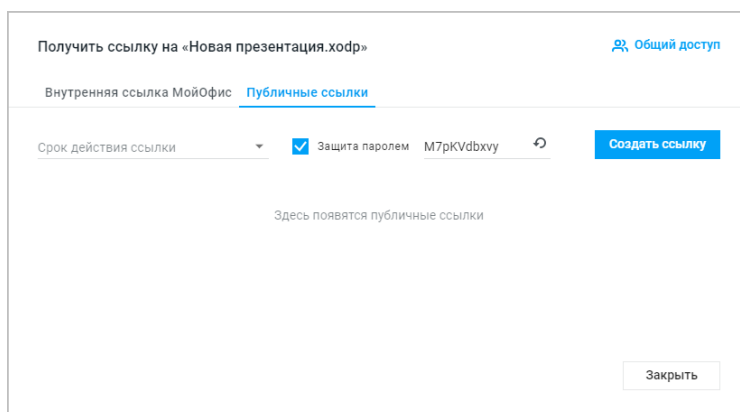 Получить ссылку на «Новая презентация.xodp»
Общий доступ
Внутренняя ссылка МойОфис
Публичные ссылки
Срок действия ссылки
Защита паролем
M7pKVdbxvy
Создать ссылку
Здесь появятся публичные ссылки
Закрыть